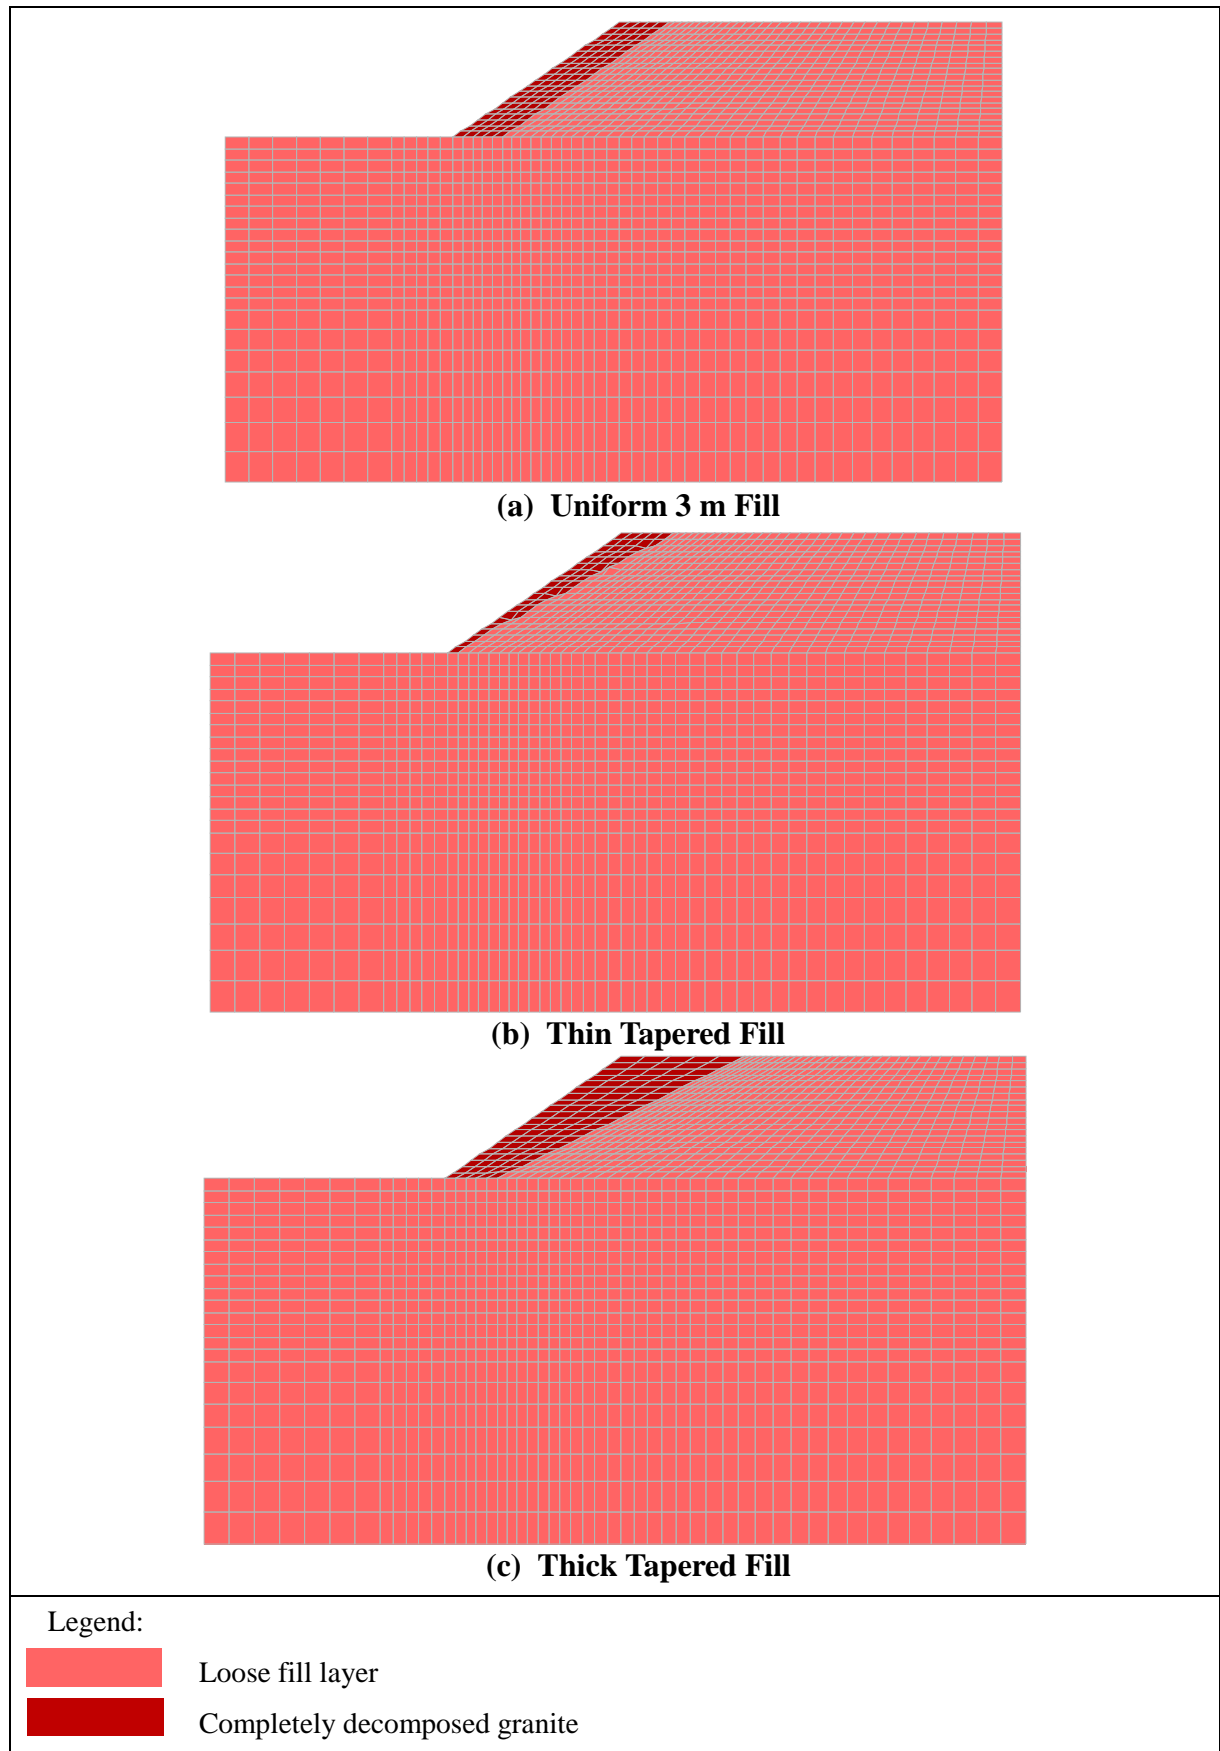 (a) Uniform 3 m Fill
(b) Thin Tapered Fill
(c) Thick Tapered Fill
Legend:
Loose fill layer
Completely decomposed granite